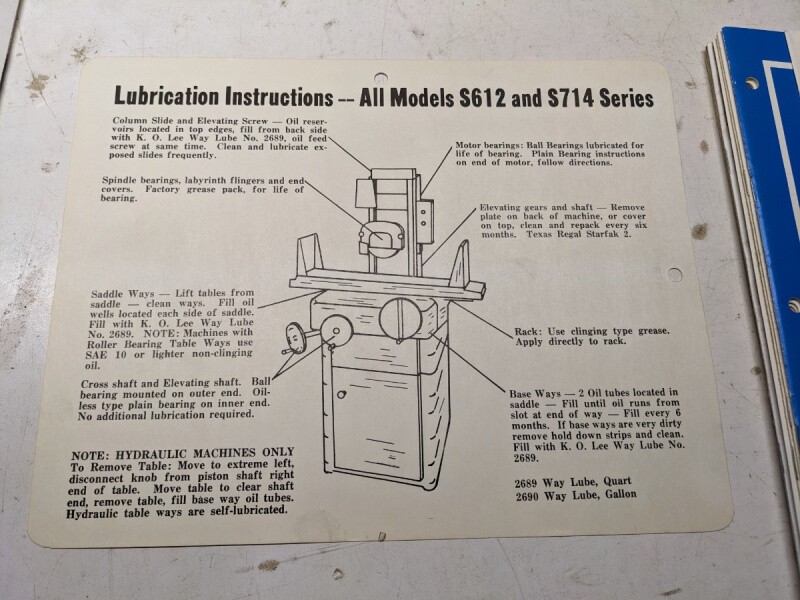 Lubrication Instructions -- All Models S612 and S714 Series
Column Slide and Elevating Screw — Oil reser-
voirs located in top edges, fill from back side
with K. O. Lee Way Lube No. 2689, oil feed
screw at same time. Clean and lubricate ex-
posed slides frequently.
Motor bearings: Ball Bearings lubricated for
life of bearing. Plain Bearing instructions
on end of motor, follow directions.
Spindle bearings, labyrinth flingers and end
covers. Factory grease pack, for life of
bearing.
Elevating gears and shaft — Remove
plate on back of machine, or cover
on top, clean and repack every six
months. Texas Regal Starfak 2.
Saddle Ways — Lift tables from
saddle — clean ways. Fill oil
wells located each side of saddle.
Fill with K. O. Lee Way Lube
No. 2689. NOTE: Machines with
Roller Bearing Table Ways use
SAE 10 or lighter non-clinging
oil.
Rack: Use clinging type grease.
Apply directly to rack.
Cross shaft and Elevating shaft. Ball
bearing mounted on outer end. Oil-
less type plain bearing on inner end.
No additional lubrication required.
Base Ways — 2 Oil tubes located in
saddle — Fill until oil runs from
slot at end of way — Fill every 6
months. If base ways are very dirty
remove hold down strips and clean.
Fill with K. O. Lee Way Lube No.
2689.
NOTE: HYDRAULIC MACHINES ONLY
To Remove Table: Move to extreme left,
disconnect knob from piston shaft right
end of table. Move table to clear shaft
end, remove table, fill base way oil tubes.
Hydraulic table ways are self-lubricated.
2689 Way Lube, Quart
2690 Way Lube, Gallon